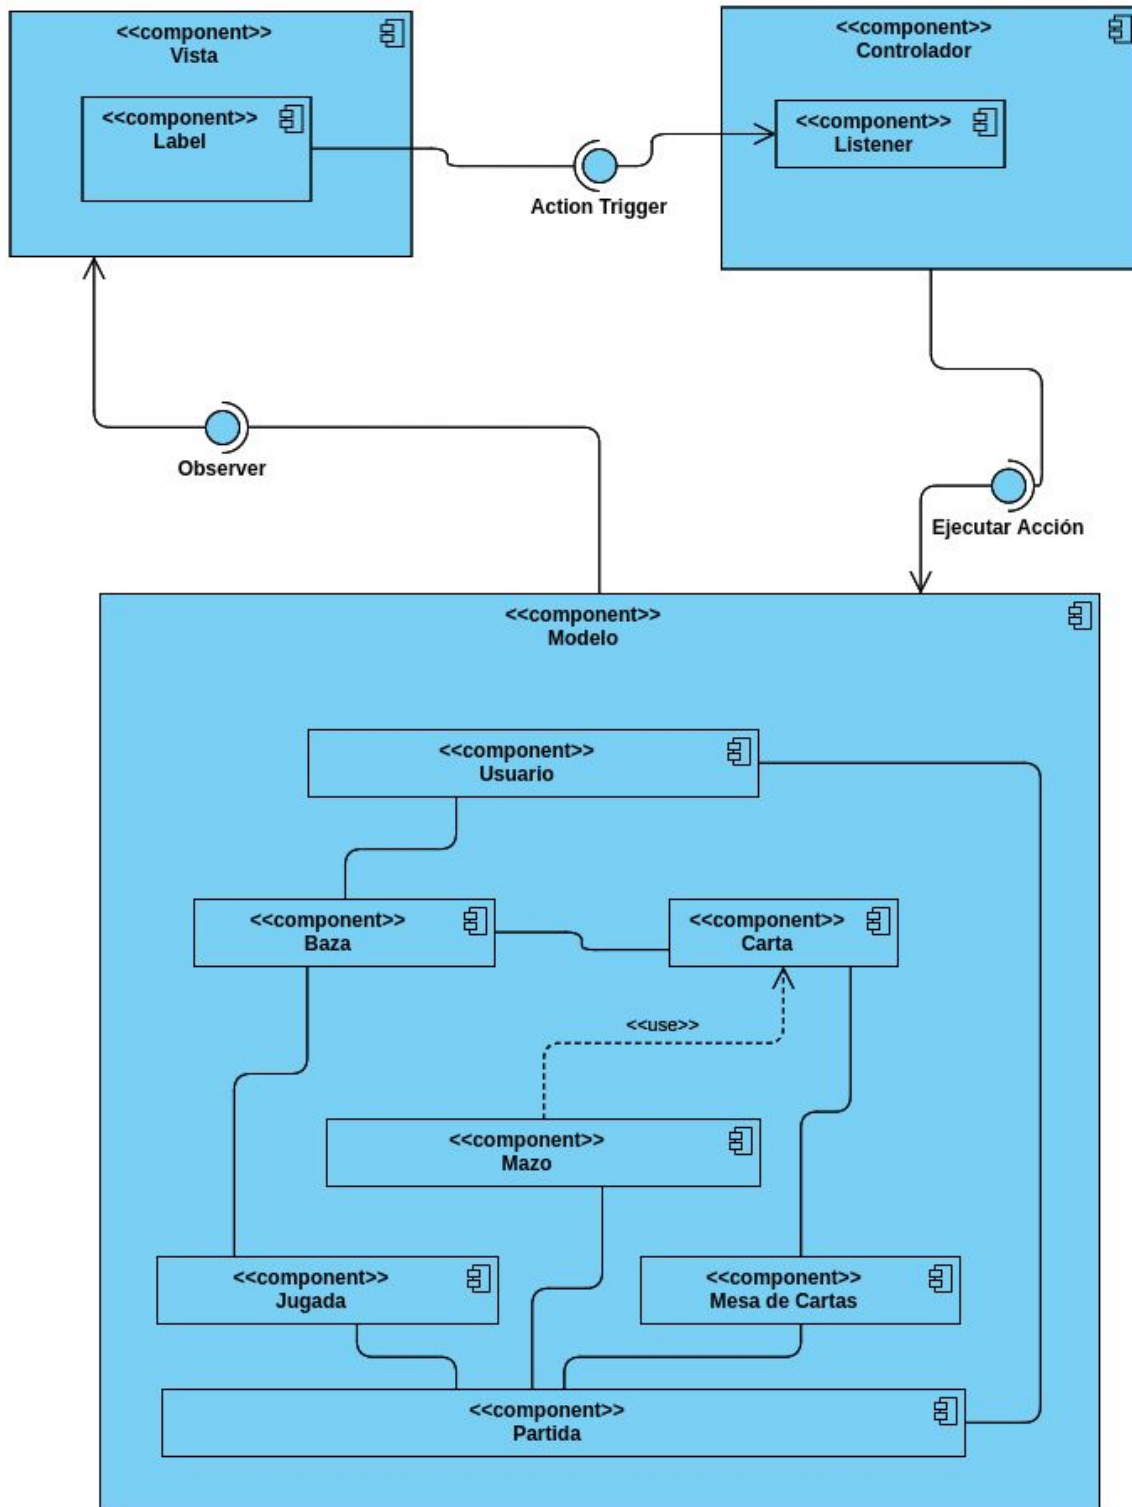 <<component>>
Vista
<<component>>
Label
<<component>>
Controlador
<<component>>
Listener
Action Trigger
Observer
Ejecutar Acción
<<component>>
Modelo
<<component>>
Usuario
<<component>>
Baza
<<component>>
Carta
<<use>>
<<component>>
Mazo
<<component>>
Jugada
<<component>>
Mesa de Cartas
<<component>>
Partida